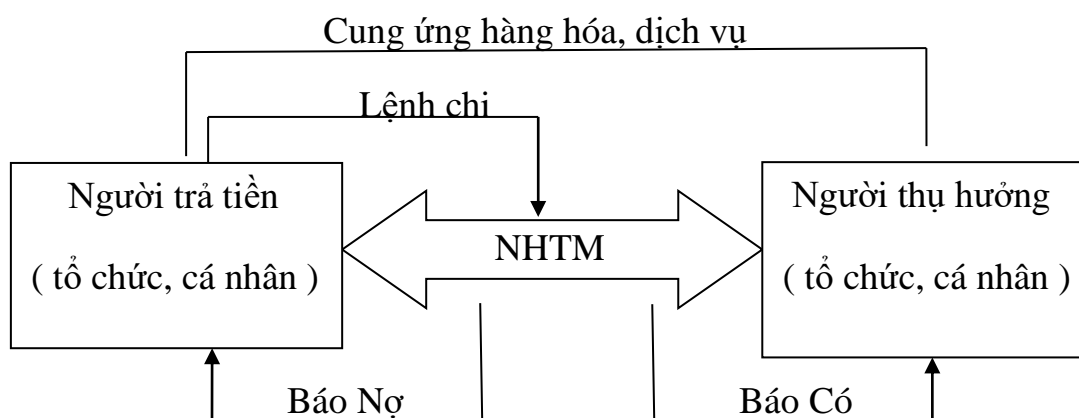 Cung ứng hàng hóa, dịch vụ
Lệnh chi
Người trả tiền
( tổ chức, cá nhân )
NHTM
Người thụ hưởng
( tổ chức, cá nhân )
Báo Nợ
Báo Có